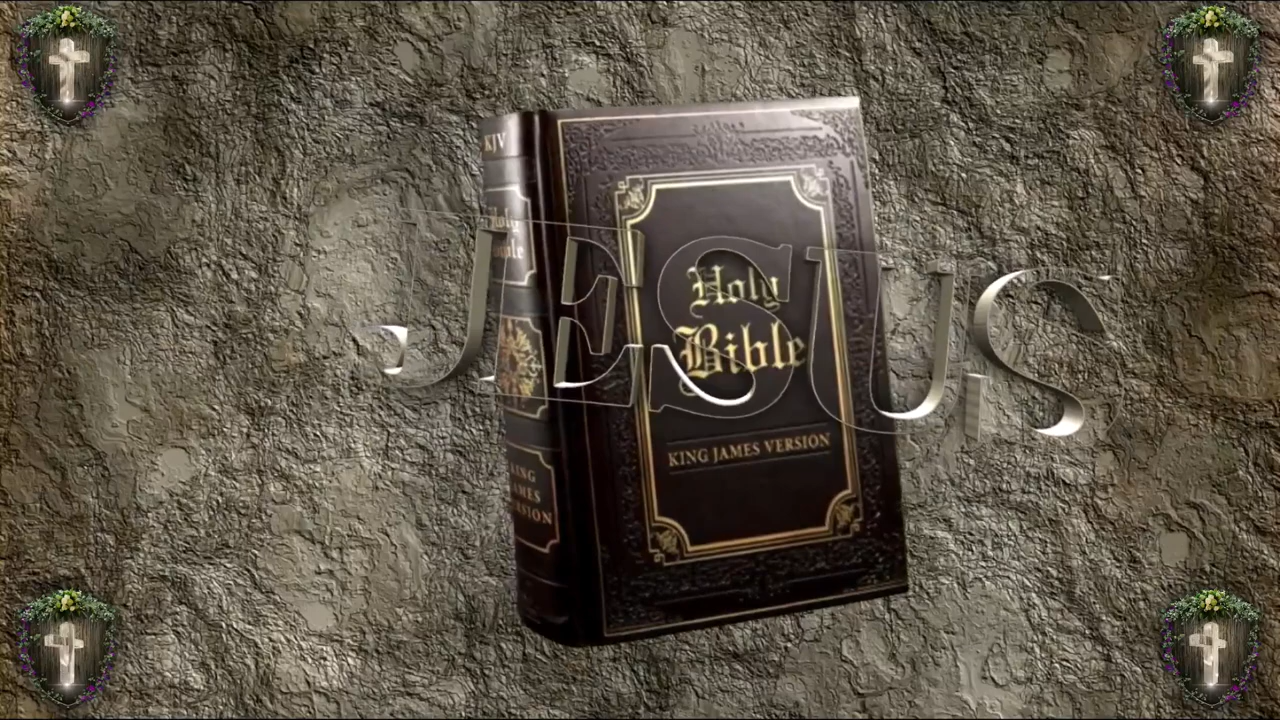 KJV
Holy
Bible
KING
JAMES
VERSION
JESUS
Holy
Bible
KING JAMES VERSION